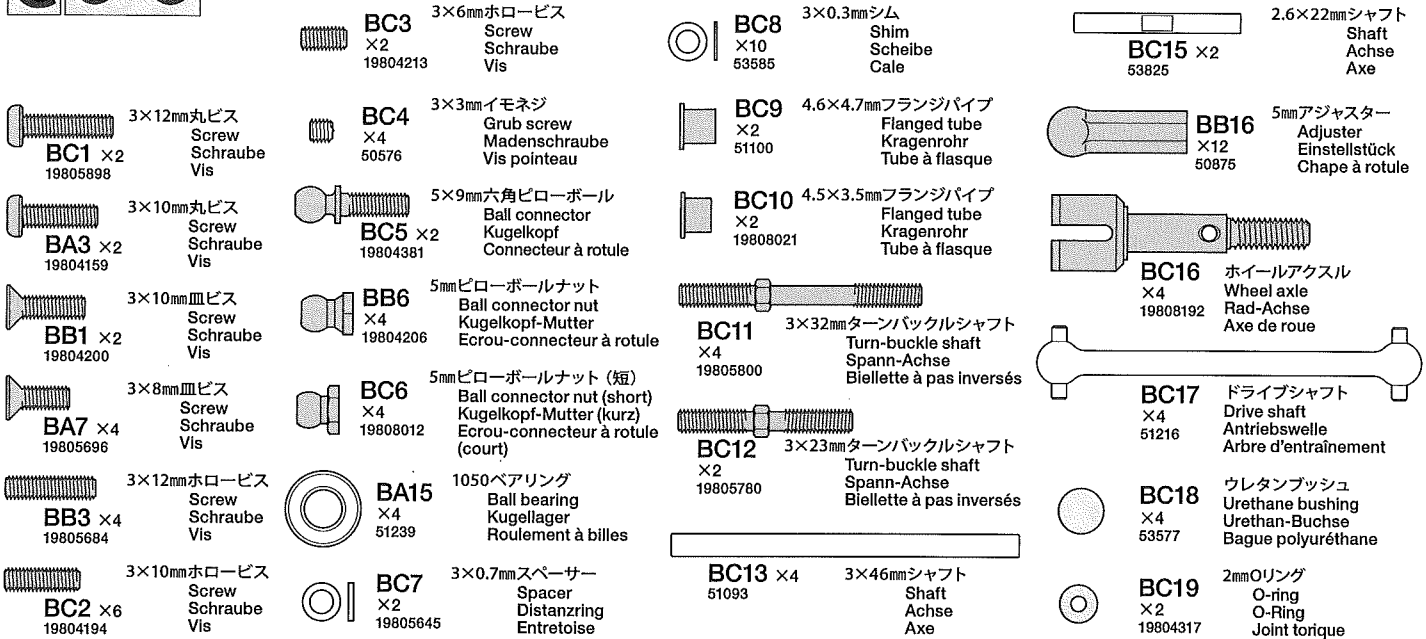 3×12㎜丸ビス
Screw
Schraube
Vis
BC1 ×2
19805898
3×10㎜丸ビス
Screw
Schraube
Vis
BA3 ×2
19804159
3×10㎜皿ビス
Screw
Schraube
Vis
BB1 ×2
19804200
3×8㎜皿ビス
Screw
Schraube
Vis
BA7 ×4
19805696
3×12㎜ホロービス
Screw
Schraube
Vis
BB3 ×4
19805684
3×10㎜ホロービス
Screw
Schraube
Vis
BC2 ×6
19804194
BC3
×2
19804213
3×6㎜ホロービス
Screw
Schraube
Vis
BC4
×4
50576
3×3㎜イモネジ
Grub screw
Madenschraube
Vis pointeau
BC5 ×2
19804381
5×9㎜六角ピローボール
Ball connector
Kugelkopf
Connecteur à rotule
BB6
×4
19804206
5㎜ピローボールナット
Ball connector nut
Kugelkopf-Mutter
Ecrou-connecteur à rotule
BC6
×4
19808012
5㎜ピローボールナット（短）
Ball connector nut (short)
Kugelkopf-Mutter (kurz)
Ecrou-connecteur à rotule
(court)
BA15
×4
51239
1050ベアリング
Ball bearing
Kugellager
Roulement à billes
BC7
×2
19805645
3×0.7㎜スペーサー
Spacer
Distanzring
Entretoise
BC8
×10
53585
3×0.3㎜シム
Shim
Scheibe
Cale
BC9
×2
51100
4.6×4.7㎜フランジパイプ
Flanged tube
Kragenrohr
Tube à flasque
BC10
×2
19808021
4.5×3.5㎜フランジパイプ
Flanged tube
Kragenrohr
Tube à flasque
BC11
×4
19805800
3×32㎜ターンバックルシャフト
Turn-buckle shaft
Spann-Achse
Biellette à pas inversés
BC12
×2
19805780
3×23㎜ターンバックルシャフト
Turn-buckle shaft
Spann-Achse
Biellette à pas inversés
BC13 ×4
51093
3×46㎜シャフト
Shaft
Achse
Axe
BC15 ×2
53825
2.6×22㎜シャフト
Shaft
Achse
Axe
BB16
×12
50875
5㎜アジャスター
Adjuster
Einstellstück
Chape à rotule
BC16
×4
19808192
ホイールアクスル
Wheel axle
Rad-Achse
Axe de roue
BC17
×4
51216
ドライブシャフト
Drive shaft
Antriebswelle
Arbre d'entraînement
BC18
×4
53577
ウレタンブッシュ
Urethane bushing
Urethan-Buchse
Bague polyuréthane
BC19
×2
19804317
2㎜Oリング
O-ring
O-Ring
Joint torique